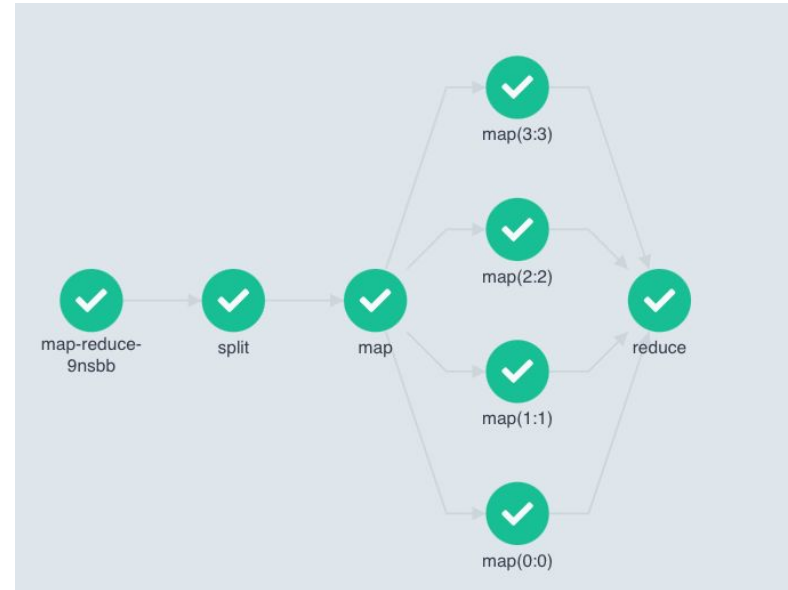 map(3:3)
map(2:2)
map-reduce-
9nsbb
split
map
reduce
map(1:1)
map(0:0)